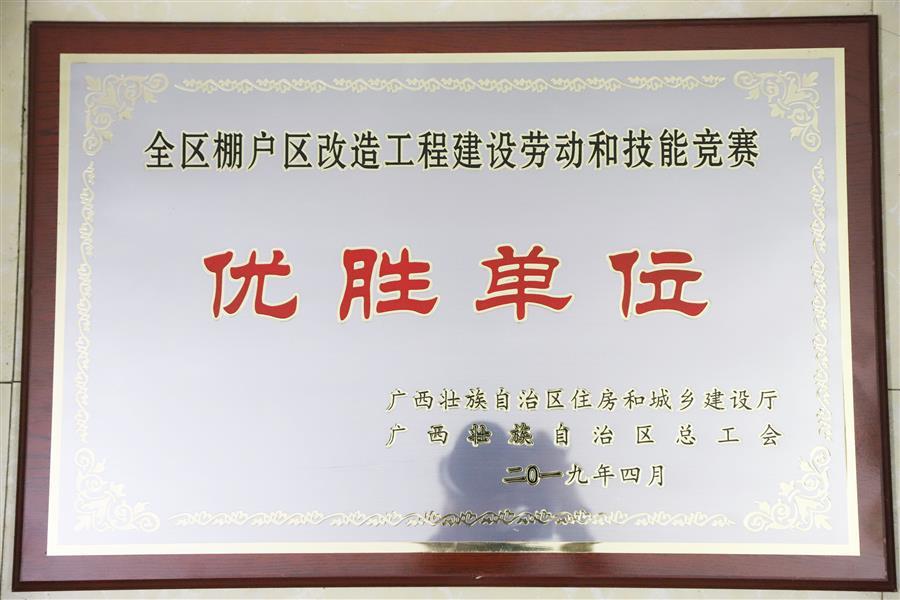 全区棚户区改造工程建设劳动和技能竞赛
优胜单位
广西壮族自治区住房和城乡建设厅
广西壮族自治区总工会
二0一九年四月